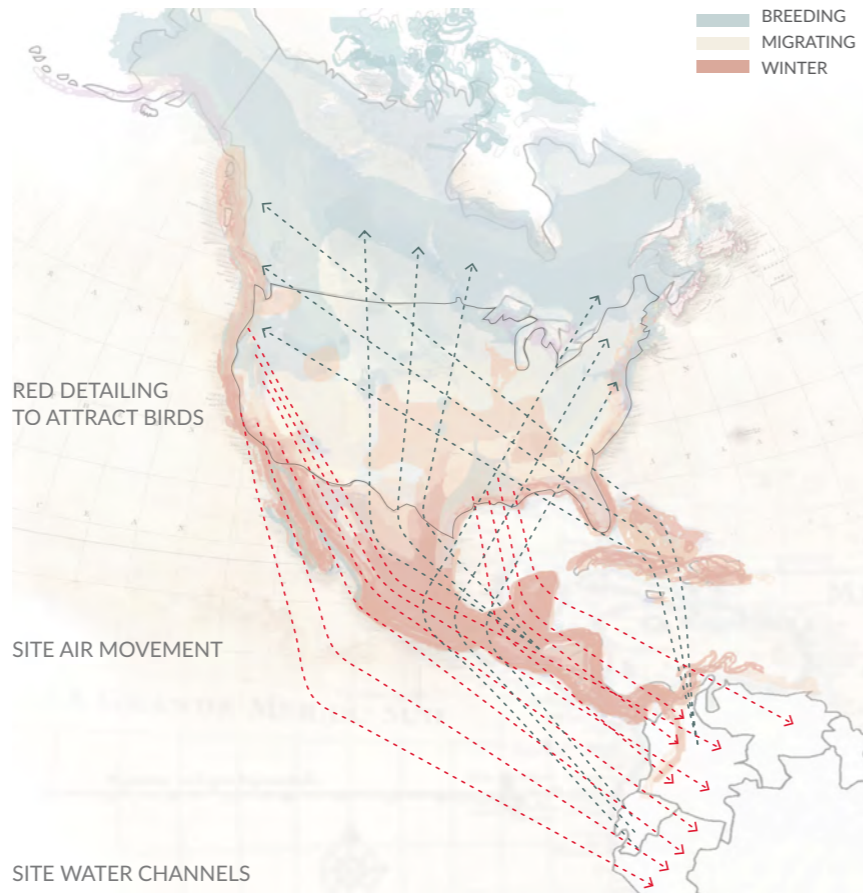 BREEDING
MIGRATING
WINTER
RED DETAILING
TO ATTRACT BIRDS
SITE AIR MOVEMENT
SITE WATER CHANNELS